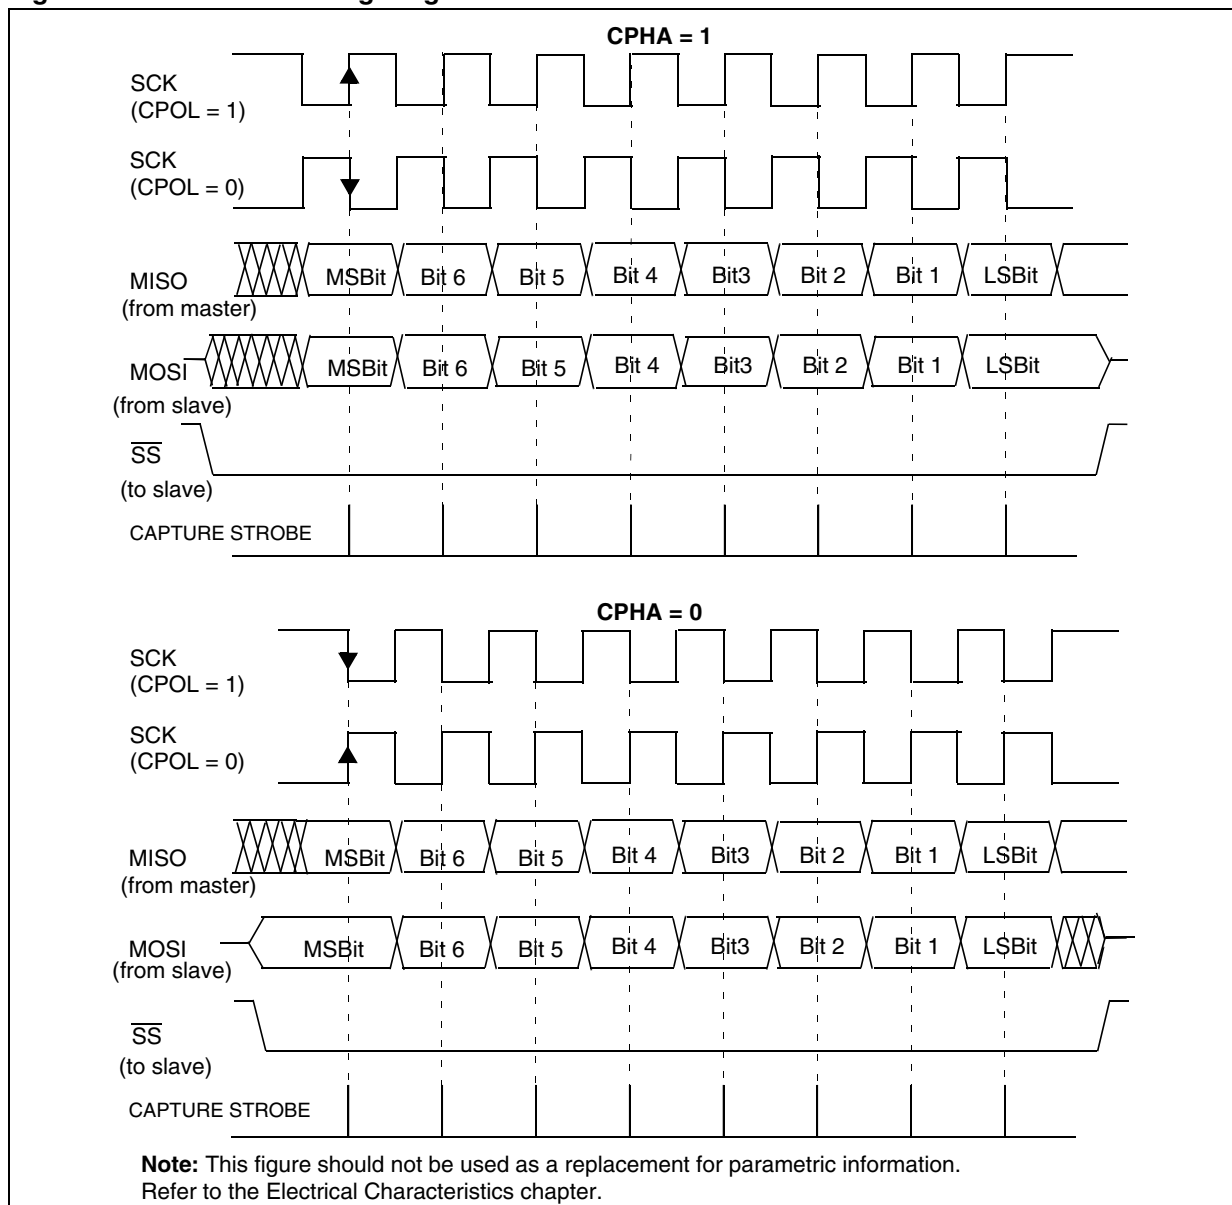 CPHA = 1
SCK
(CPOL = 1)
SCK
(CPOL = 0)
MISO
(from master)
MSBit Bit 6 Bit 5 Bit 4 Bit3 Bit 2 Bit 1 LSBit
MOSI
(from slave)
MSBit Bit 6 Bit 5 Bit 4 Bit3 Bit 2 Bit 1 LSBit
SS
(to slave)
CAPTURE STROBE
CPHA = 0
SCK
(CPOL = 1)
SCK
(CPOL = 0)
MISO
(from master)
MSBit Bit 6 Bit 5 Bit 4 Bit3 Bit 2 Bit 1 LSBit
MOSI
(from slave)
MSBit Bit 6 Bit 5 Bit 4 Bit3 Bit 2 Bit 1 LSBit
SS
(to slave)
CAPTURE STROBE
Note: This figure should not be used as a replacement for parametric information.
Refer to the Electrical Characteristics chapter.